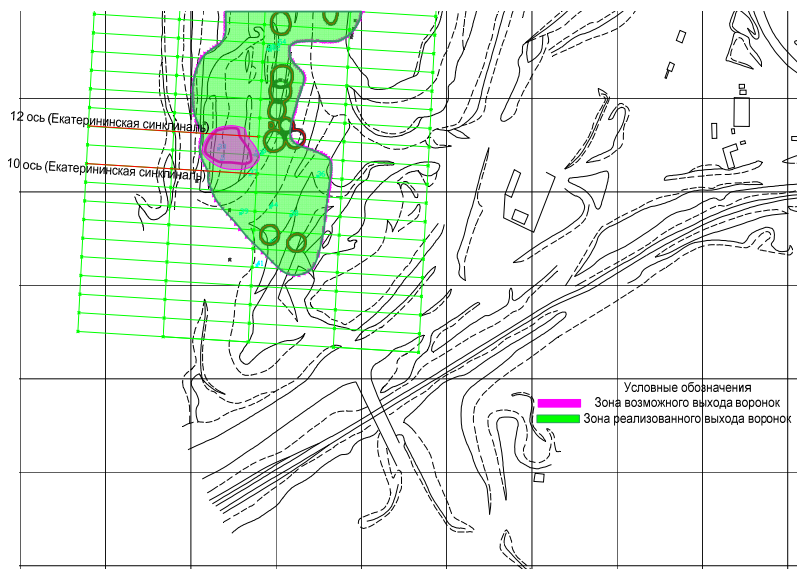 12 ось (Екатерининская синклиналь)
10 ось (Екатерининская синклиналь)
Условные обозначения
Зона возможного выхода воронок
Зона реализованного выхода воронок